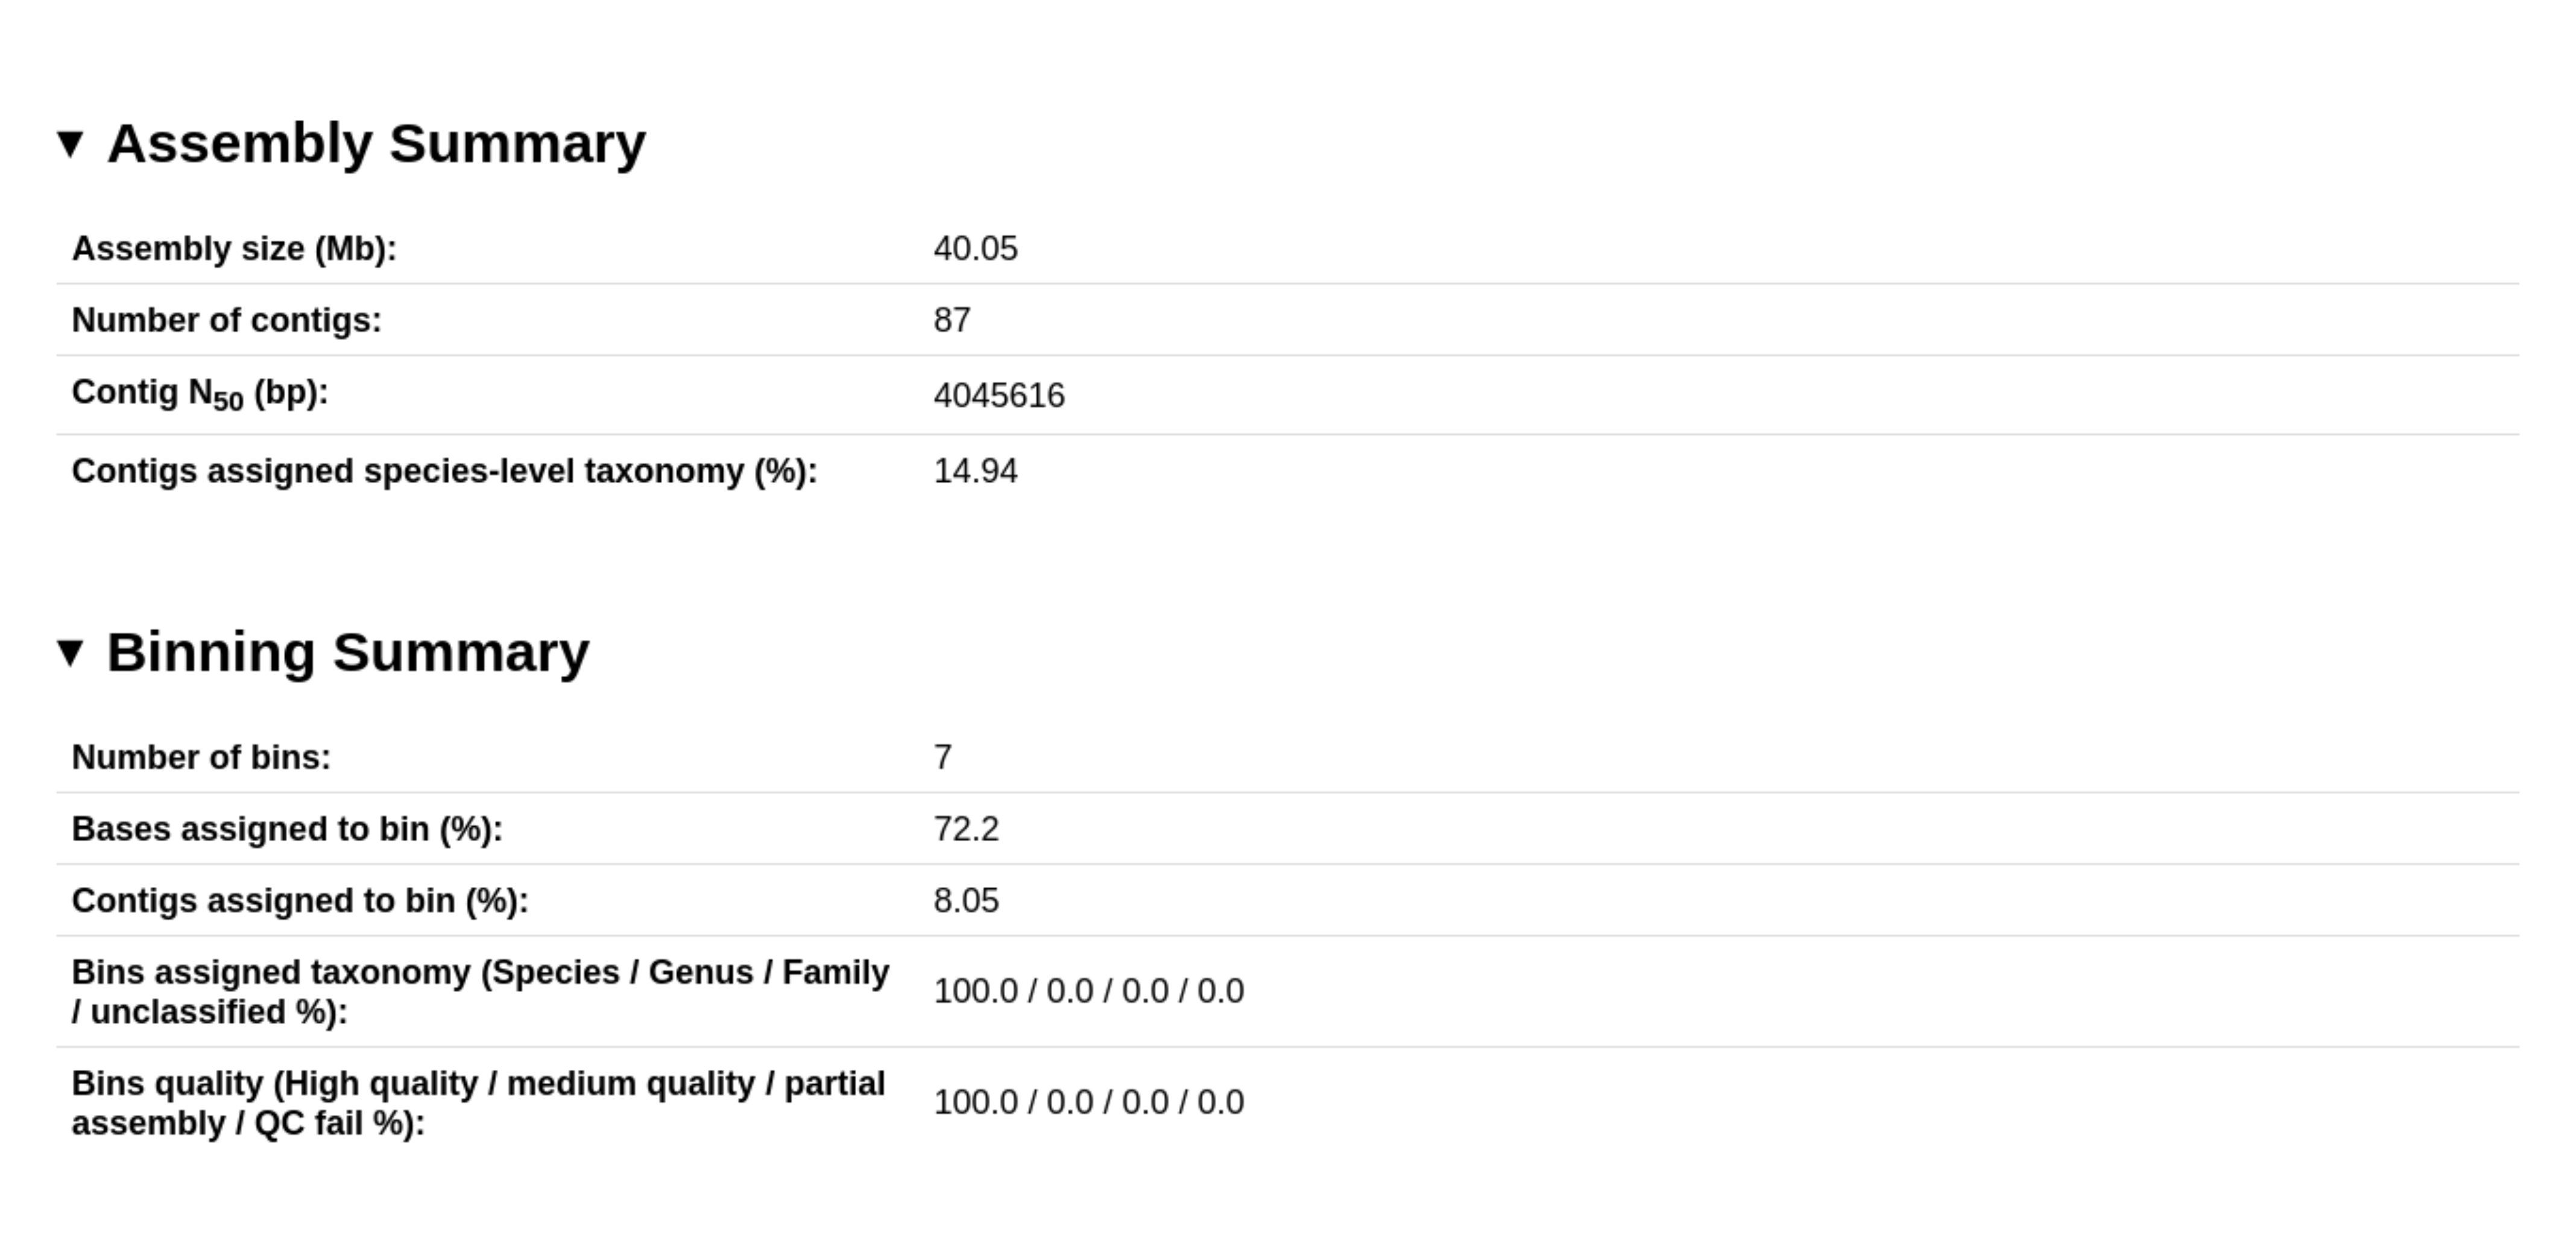 ▼ Assembly Summary
Assembly size (Mb): 40.05
Number of contigs: 87
Contig N50 (bp): 4045616
Contigs assigned species-level taxonomy (%): 14.94
▼ Binning Summary
Number of bins: 7
Bases assigned to bin (%): 72.2
Contigs assigned to bin (%): 8.05
Bins assigned taxonomy (Species / Genus / Family
/ unclassified %): 100.0 / 0.0 / 0.0 / 0.0
Bins quality (High quality / medium quality / partial
assembly / QC fail %): 100.0 / 0.0 / 0.0 / 0.0